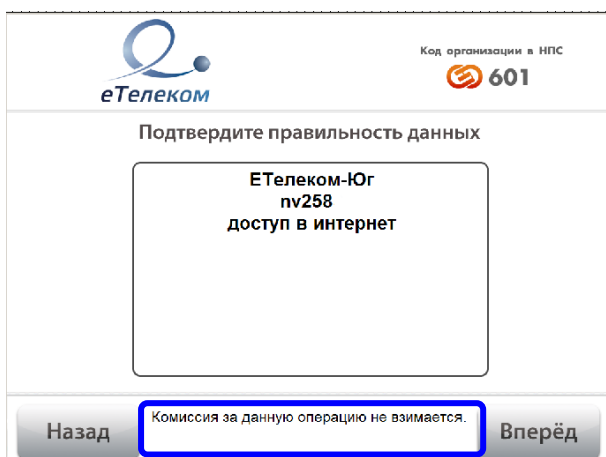 Код организации в НПС
601
еТелеком
Подтвердите правильность данных
ЕТелеком-Юг
nv258
доступ в интернет
Назад
Комиссия за данную операцию не взимается.
Вперёд